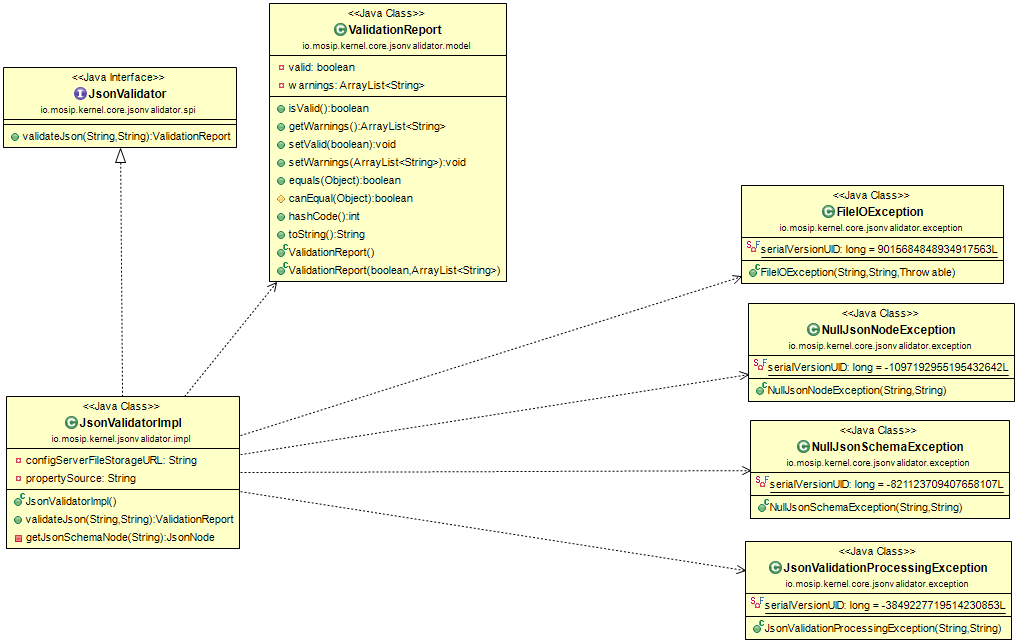 <<Java Class>>
ValidationReport
io.mosip.kernel.core.jsonvalidator.model
valid: boolean
warnings: ArrayList<String>
isValid():boolean
getWarnings():ArrayList<String>
setValid(boolean):void
setWarnings(ArrayList<String>):void
equals(Object):boolean
canEqual(Object):boolean
hashCode():int
toString():String
ValidationReport()
ValidationReport(boolean,ArrayList<String>)
<<Java Interface>>
JsonValidator
io.mosip.kernel.core.jsonvalidator.spi
validateJson(String,String):ValidationReport
<<Java Class>>
FileIOException
io.mosip.kernel.core.jsonvalidator.exception
serialVersionUID: long = 9015684848934917563L
FileIOException(String,String,Throwable)
<<Java Class>>
NullJsonNodeException
io.mosip.kernel.core.jsonvalidator.exception
serialVersionUID: long = -1097192955195432642L
NullJsonNodeException(String,String)
<<Java Class>>
JsonValidatorImpl
io.mosip.kernel.jsonvalidator.impl
configServerFileStorageURL: String
propertySource: String
JsonValidatorImpl()
validateJson(String,String):ValidationReport
getJsonSchemaNode(String):JsonNode
<<Java Class>>
NullJsonSchemaException
io.mosip.kernel.core.jsonvalidator.exception
serialVersionUID: long = -821123709407658107L
NullJsonSchemaException(String,String)
<<Java Class>>
JsonValidationProcessingException
io.mosip.kernel.core.jsonvalidator.exception
serialVersionUID: long = -3849227719514230853L
JsonValidationProcessingException(String,String)